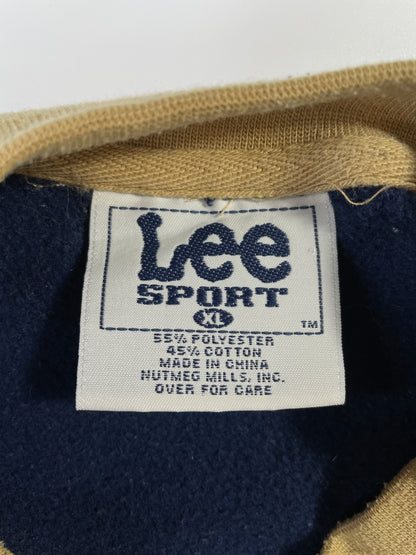 Lee
SPORT
XL
TM
55% POLYESTER
45% COTTON
MADE IN CHINA
NUTMEG MILLS, INC.
OVER FOR CARE